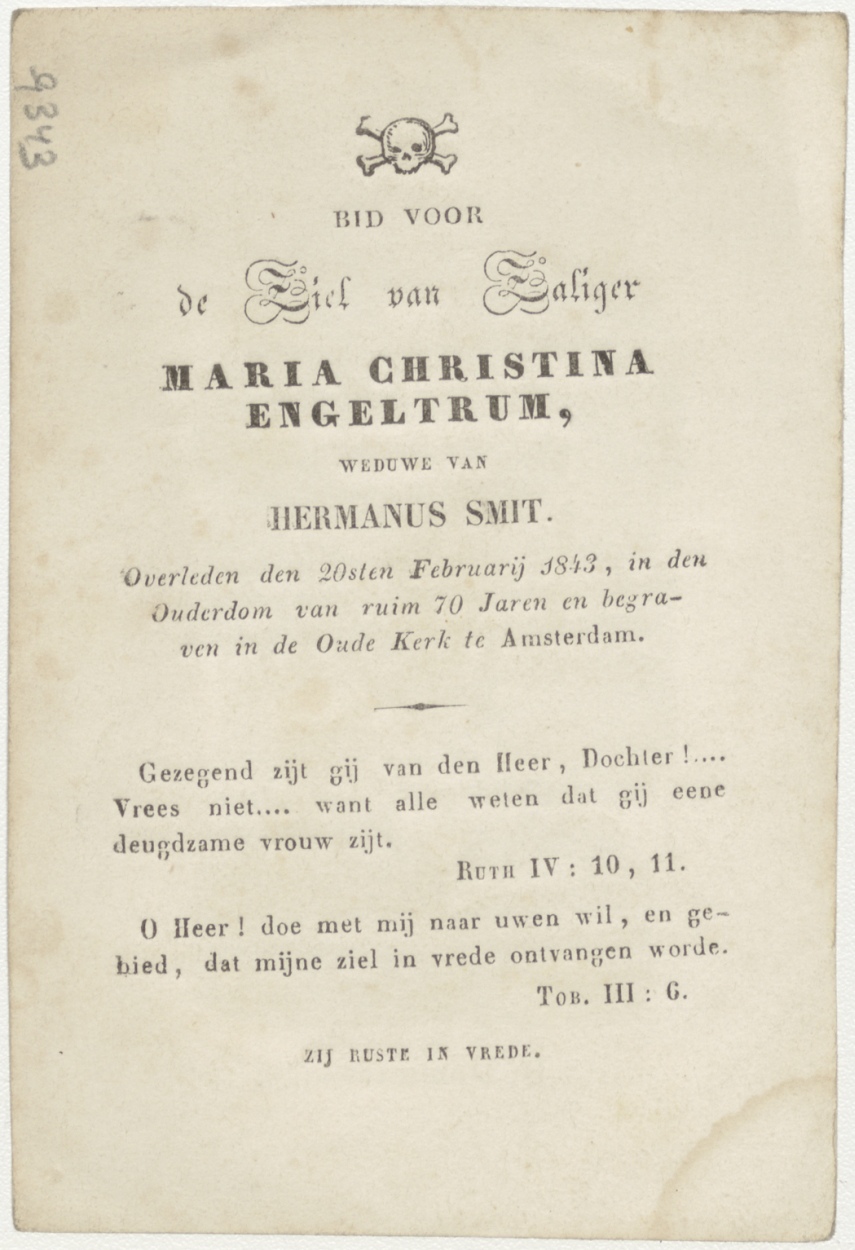 9343
BID VOOR
de Ziel van Zaliger
MARIA CHRISTINA
ENGELTRUM,
WEDUWE VAN
HERMANUS SMIT.
Overleden den 20sten Februarij 1843, in den
Ouderdom van ruim 70 Jaren en begra-
ven in de Oude Kerk te Amsterdam.
Gezegend zijt gij van den Heer, Dochter!....
Vrees niet.... want alle weten dat gij eene
deugdzame vrouw zijt.
RUTH IV: 10, 11.
O Heer! doe met mij naar uwen wil, en ge-
bied, dat mijne ziel in vrede ontvangen worde.
TOB. III: 6.
ZIJ RUSTE IN VREDE.